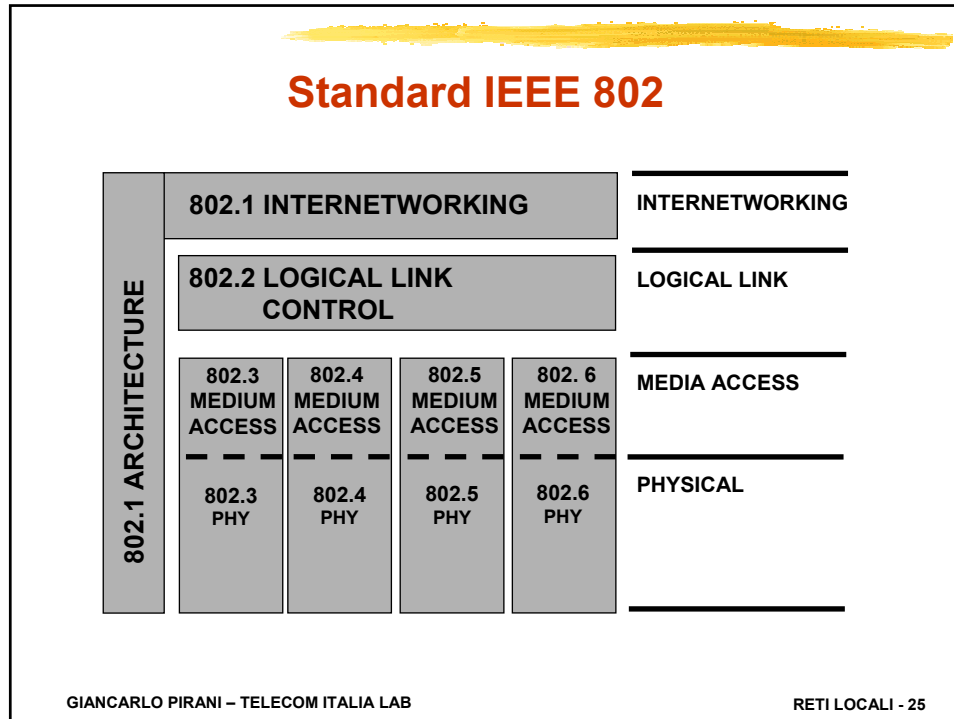 Standard IEEE 802
802.1 ARCHITECTURE
802.1 INTERNETWORKING
INTERNETWORKING
802.2 LOGICAL LINK
CONTROL
LOGICAL LINK
802.3
MEDIUM
ACCESS
802.4
MEDIUM
ACCESS
802.5
MEDIUM
ACCESS
802. 6
MEDIUM
ACCESS
MEDIA ACCESS
802.3
PHY
802.4
PHY
802.5
PHY
802.6
PHY
PHYSICAL
GIANCARLO PIRANI – TELECOM ITALIA LAB
RETI LOCALI - 25